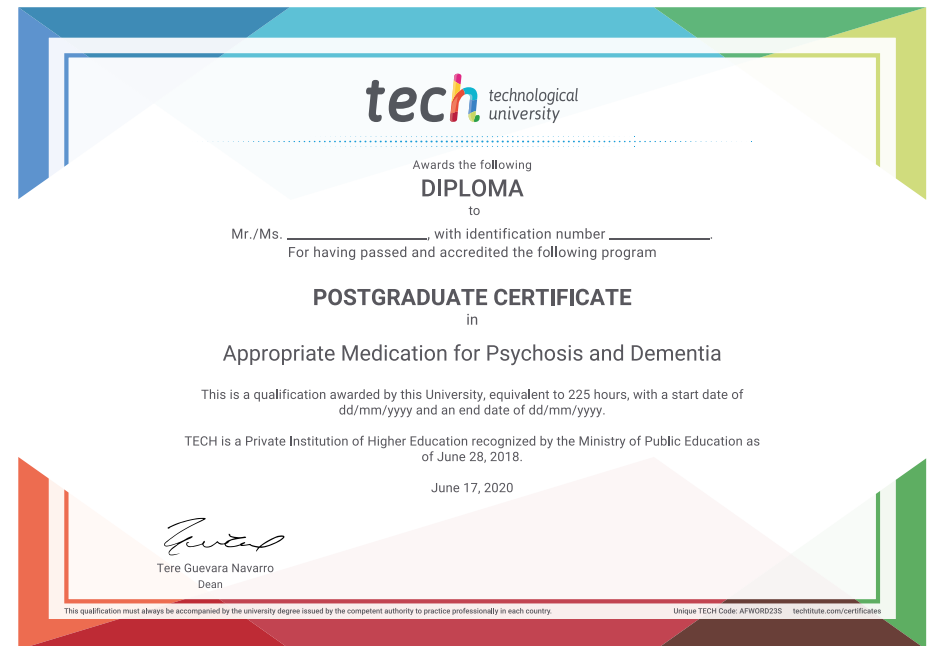 tech technological
university
Awards the following
DIPLOMA
to
Mr./Ms. ____________________, with identification number ______________.
For having passed and accredited the following program
POSTGRADUATE CERTIFICATE
in
Appropriate Medication for Psychosis and Dementia
This is a qualification awarded by this University, equivalent to 225 hours, with a start date of
dd/mm/yyyy and an end date of dd/mm/yyyy.
TECH is a Private Institution of Higher Education recognized by the Ministry of Public Education as
of June 28, 2018.
June 17, 2020
Tere Guevara Navarro
Dean
This qualification must always be accompanied by the university degree issued by the competent authority to practice professionally in each country.
Unique TECH Code: AFWORD23S techtitute.com/certificates